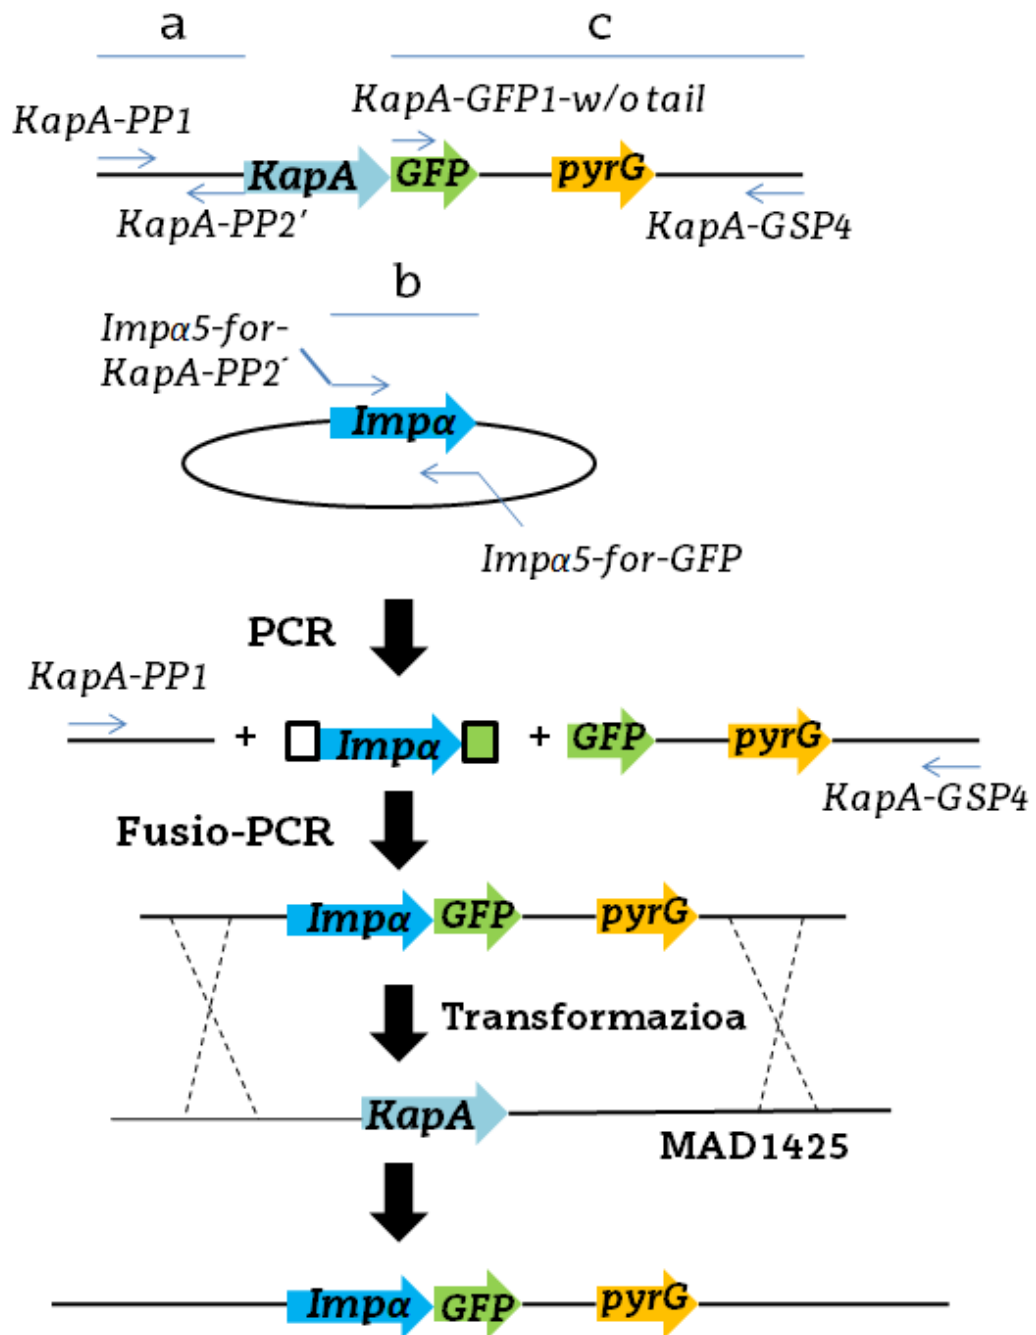 a
c
KapA-PP1
KapA-GFP1-w/o tail
KapA
GFP
pyrG
KapA-PP2'
KapA-GSP4
b
Impα5-for-
KapA-PP2´
Impα
Impα5-for-GFP
PCR
KapA-PP1
+
Impα
+
GFP
pyrG
KapA-GSP4
Fusio-PCR
Impα
GFP
pyrG
Transformazioa
KapA
MAD1425
Impα
GFP
pyrG